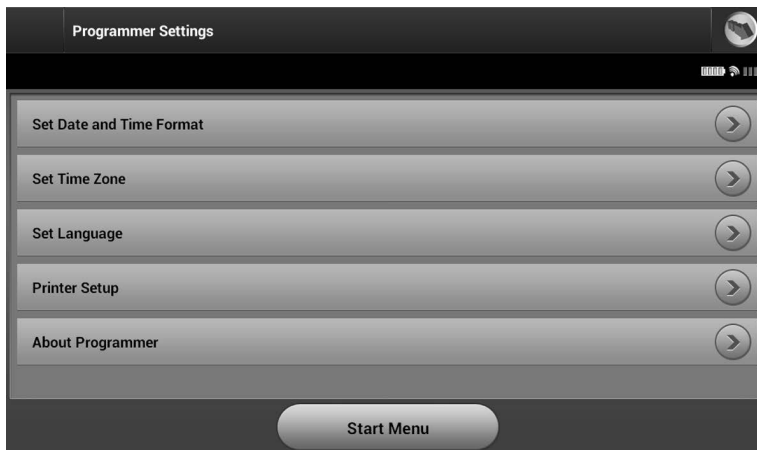 Programmer Settings
Set Date and Time Format
Set Time Zone
Set Language
Printer Setup
About Programmer
Start Menu